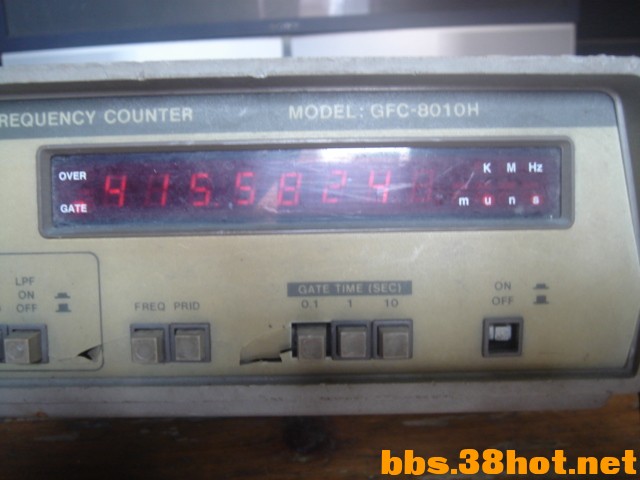 REQUENCY COUNTER MODEL: GFC-8010H
OVER K M Hz
4155824
GATE m u n s
LPF
ON
OFF
FREQ PRID
GATE TIME (SEC)
0.1 1 10
ON
OFF
bbs.38hot.net